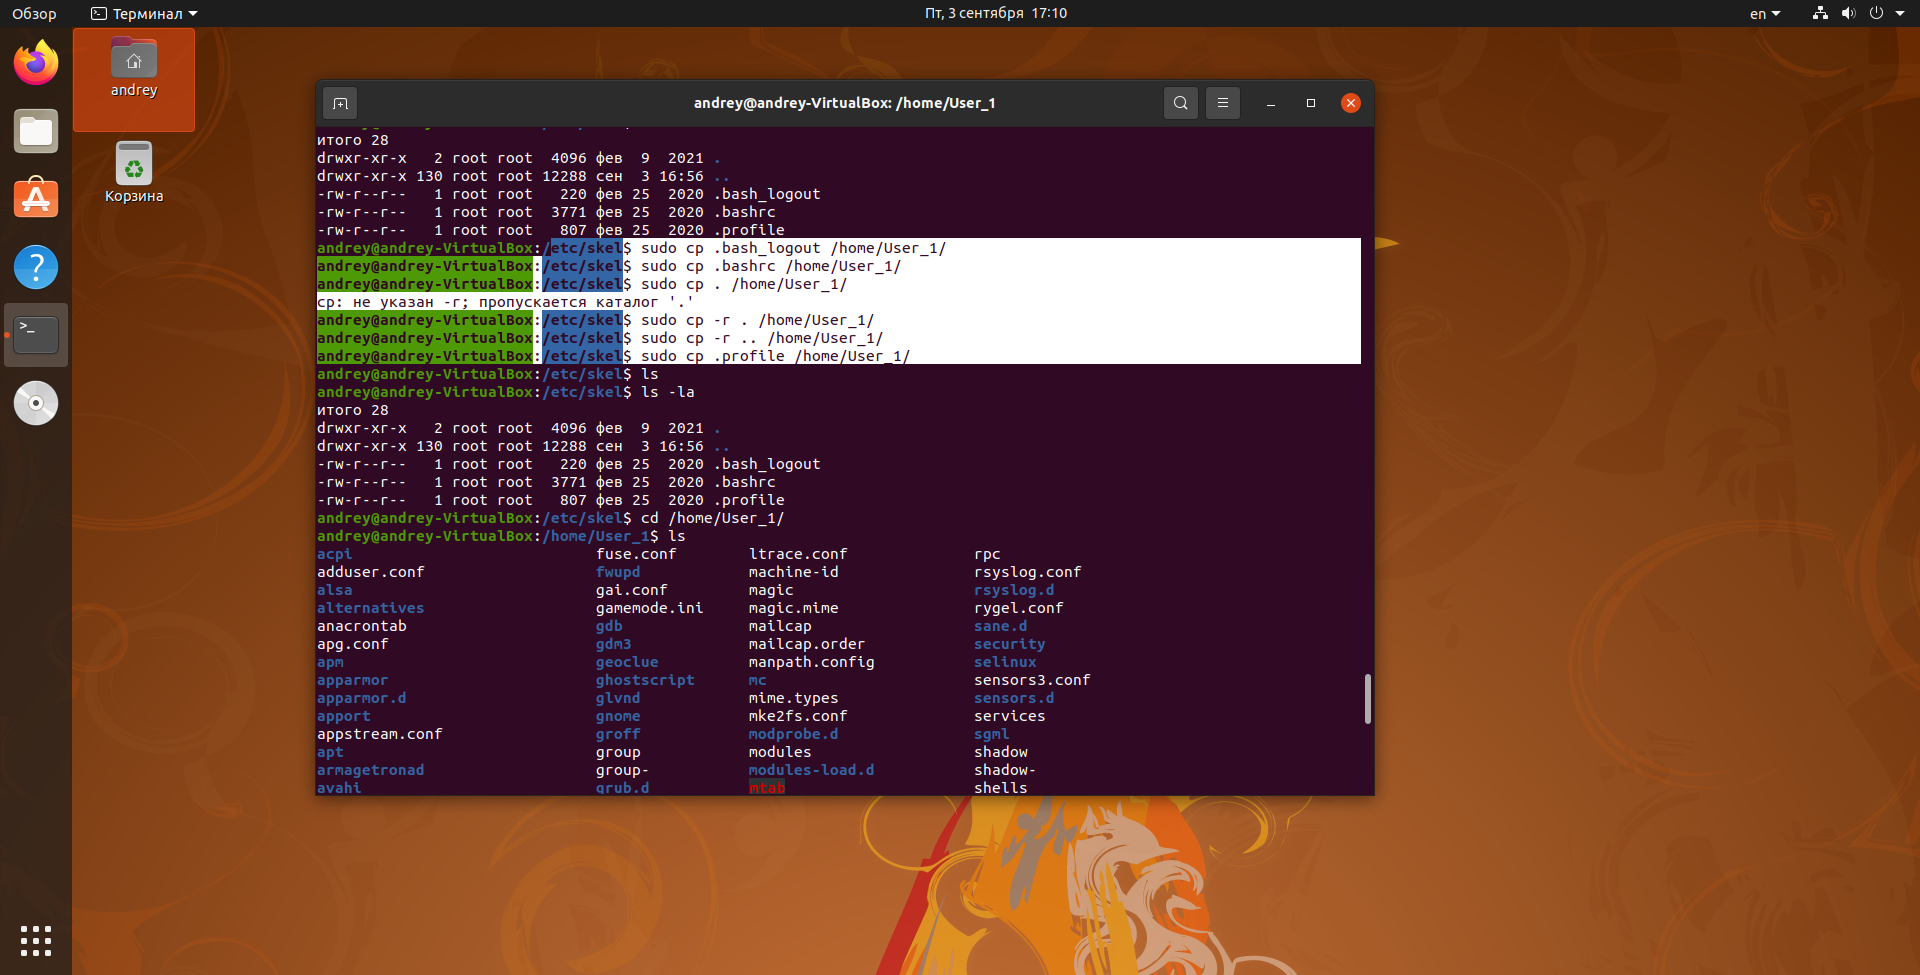 Обзор
Терминал
Пт, 3 сентября 17:10
en
andrey
Корзина
andrey@andrey-VirtualBox: /home/User_1
итого 28
drwxr-xr-x   2 root root  4096 фев  9  2021 .
drwxr-xr-x 130 root root 12288 сен  3 16:56 ..
-rw-r--r--   1 root root   220 фев 25  2020 .bash_logout
-rw-r--r--   1 root root  3771 фев 25  2020 .bashrc
-rw-r--r--   1 root root   807 фев 25  2020 .profile
andrey@andrey-VirtualBox:/etc/skel$ sudo cp .bash_logout /home/User_1/
andrey@andrey-VirtualBox:/etc/skel$ sudo cp .bashrc /home/User_1/
andrey@andrey-VirtualBox:/etc/skel$ sudo cp . /home/User_1/
cp: не указан -r; пропускается каталог '.'
andrey@andrey-VirtualBox:/etc/skel$ sudo cp -r . /home/User_1/
andrey@andrey-VirtualBox:/etc/skel$ sudo cp -r .. /home/User_1/
andrey@andrey-VirtualBox:/etc/skel$ sudo cp .profile /home/User_1/
andrey@andrey-VirtualBox:/etc/skel$ ls
andrey@andrey-VirtualBox:/etc/skel$ ls -la
итого 28
drwxr-xr-x   2 root root  4096 фев  9  2021 .
drwxr-xr-x 130 root root 12288 сен  3 16:56 ..
-rw-r--r--   1 root root   220 фев 25  2020 .bash_logout
-rw-r--r--   1 root root  3771 фев 25  2020 .bashrc
-rw-r--r--   1 root root   807 фев 25  2020 .profile
andrey@andrey-VirtualBox:/etc/skel$ cd /home/User_1/
andrey@andrey-VirtualBox:/home/User_1$ ls
acpi fuse.conf ltrace.conf rpc
adduser.conf fwupd machine-id rsyslog.conf
alsa gai.conf magic rsyslog.d
alternatives gamemode.ini magic.mime rygel.conf
anacrontab gdb mailcap sane.d
apg.conf gdm3 mailcap.order security
apm geoclue manpath.config selinux
apparmor ghostscript mc sensors3.conf
apparmor.d glvnd mime.types sensors.d
apport gnome mke2fs.conf services
appstream.conf groff modprobe.d sgml
apt group modules shadow
armagetronad group- modules-load.d shadow-
avahi grub.d mtab shells